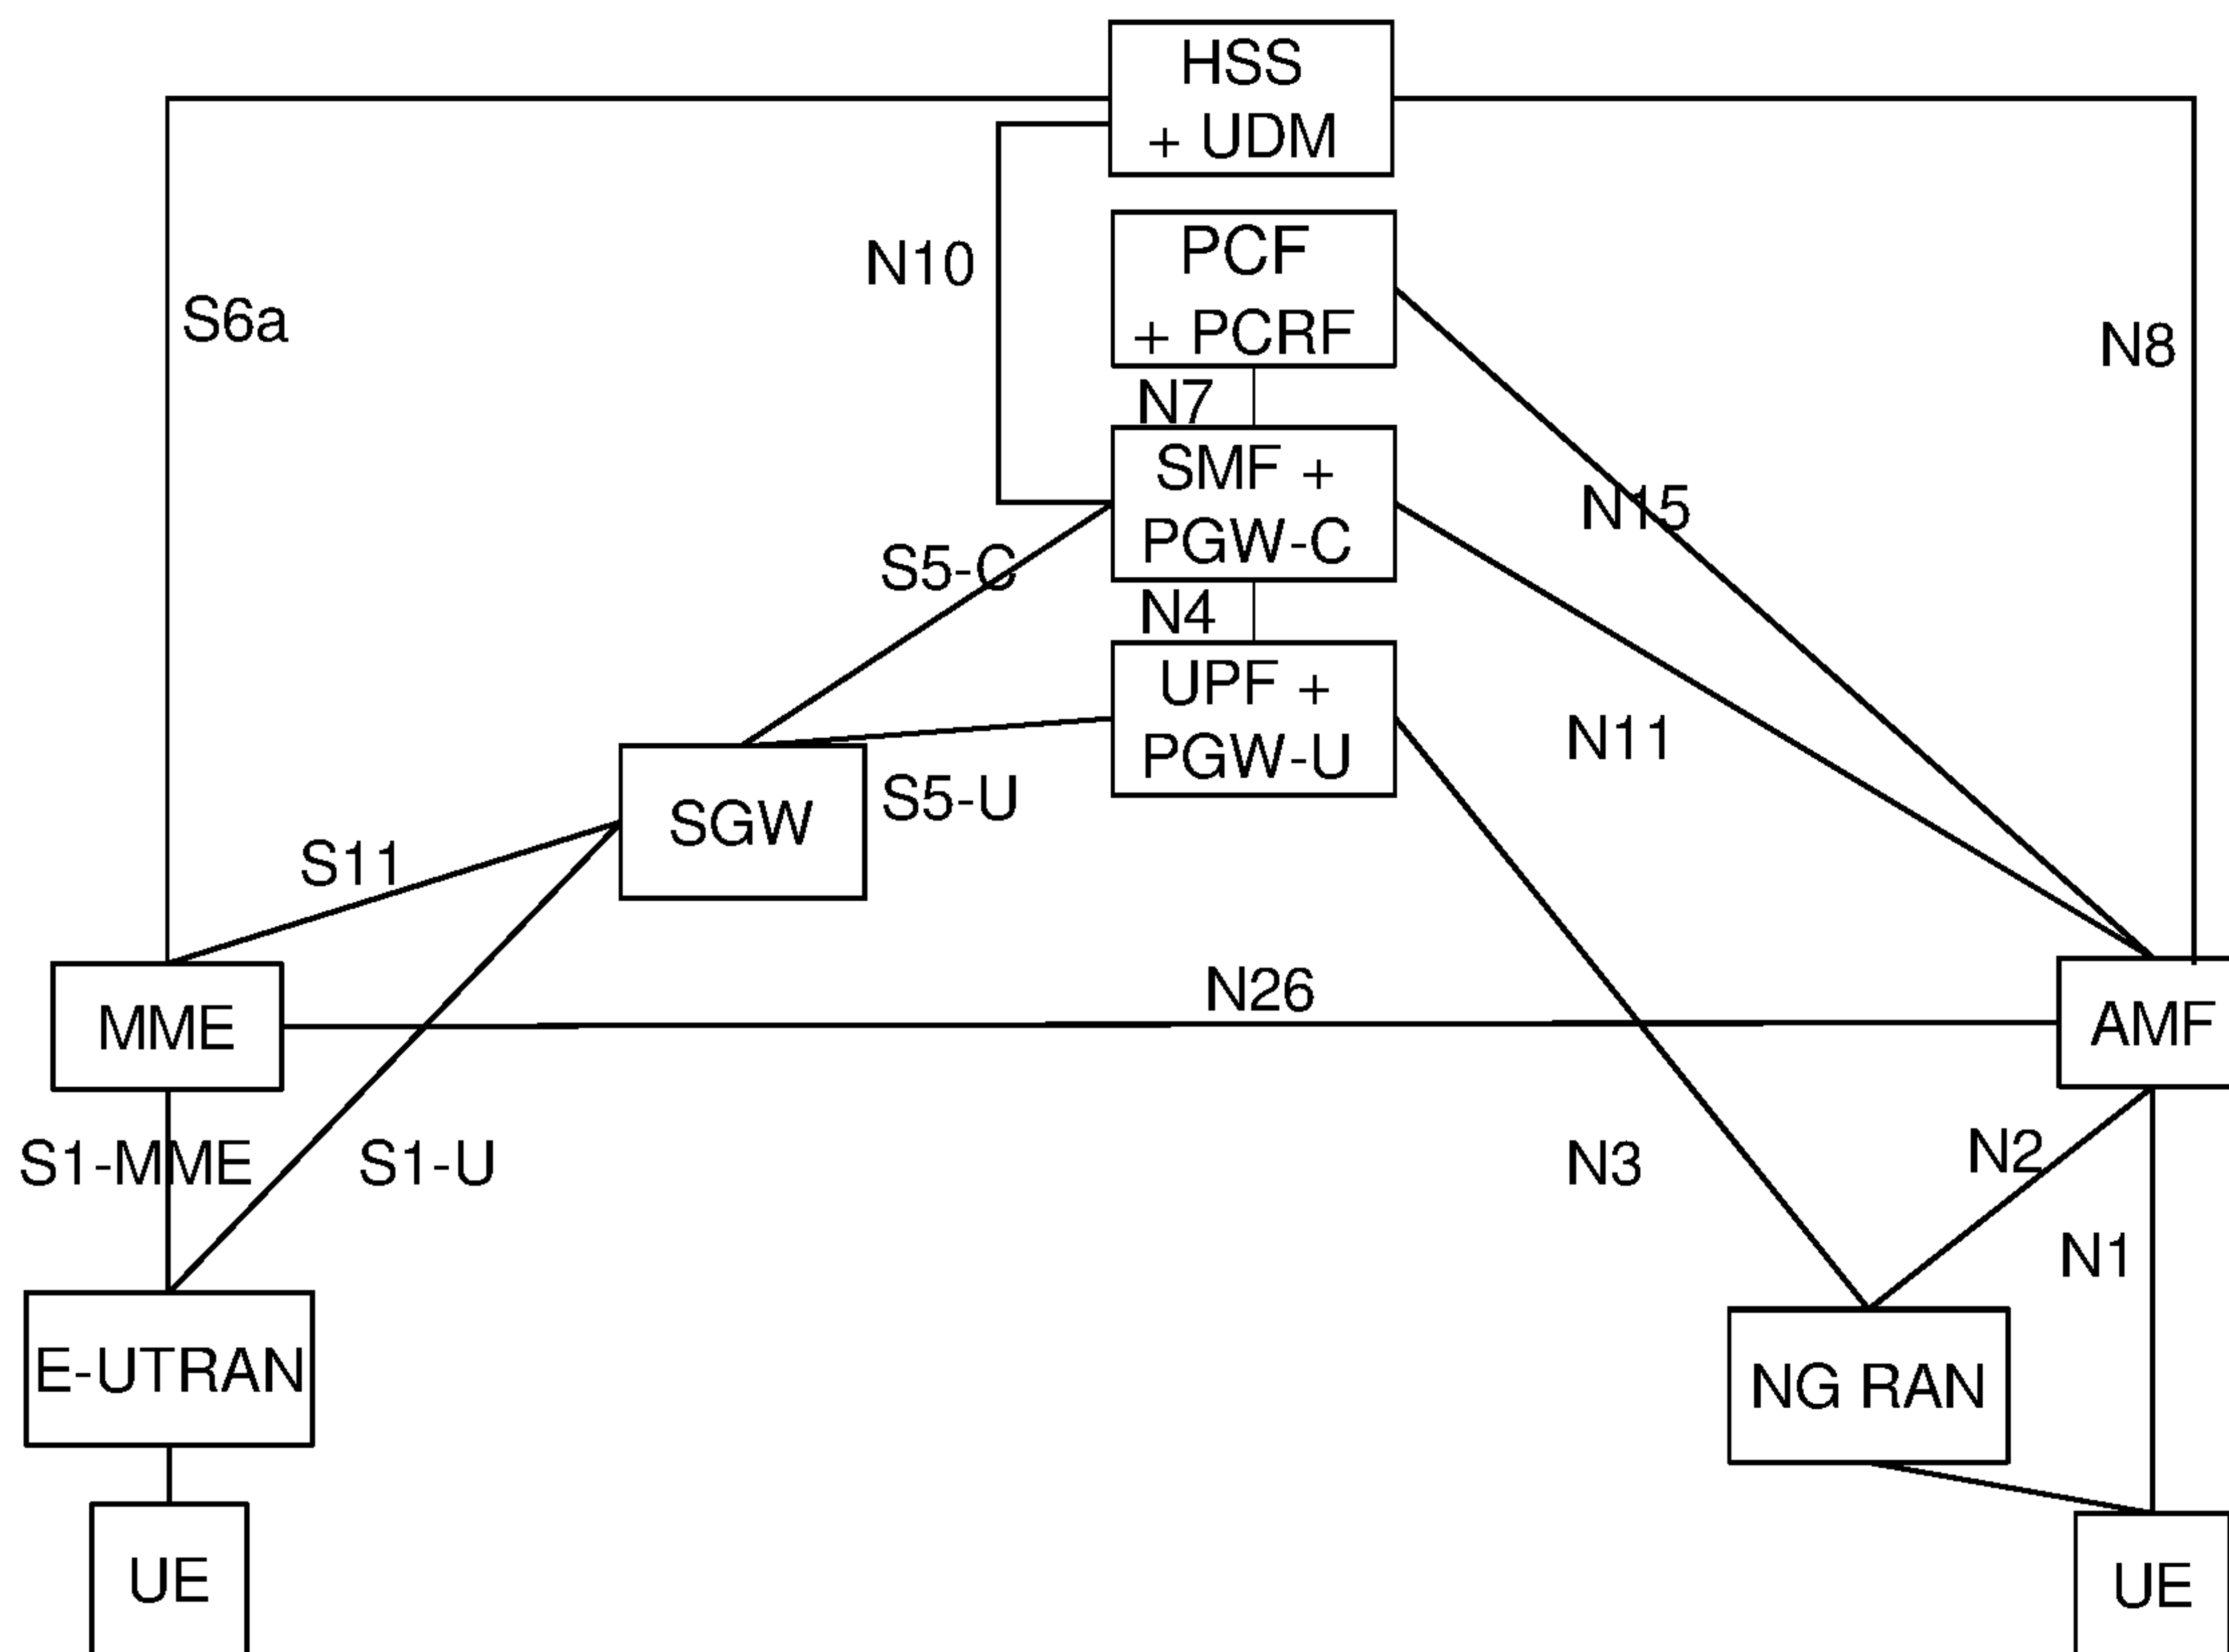 HSS
+ UDM
PCF
+ PCRF
N10
S6a
N8
N7
SMF +
PGW-C
N15
S5-C
N4
UPF +
PGW-U
N11
S5-U
SGW
S11
N26
MME
AMF
S1-MME
S1-U
N3
N2
N1
E-UTRAN
NG RAN
UE
UE